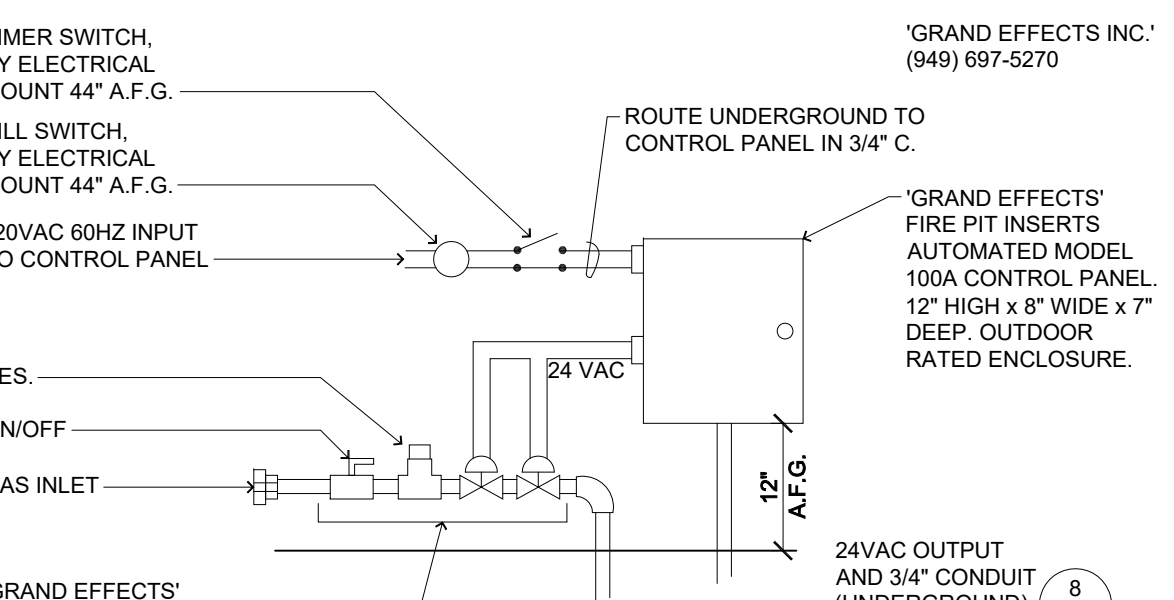 IMER SWITCH,
Y ELECTRICAL
OUNT 44" A.F.G.
ILL SWITCH,
Y ELECTRICAL
OUNT 44" A.F.G.
20VAC 60HZ INPUT
O CONTROL PANEL
ES.
N/OFF
AS INLET
GRAND EFFECTS'
ROUTE UNDERGROUND TO
CONTROL PANEL IN 3/4" C.
24 VAC
12"
A.F.G.
'GRAND EFFECTS INC.'
(949) 697-5270
'GRAND EFFECTS'
FIRE PIT INSERTS
AUTOMATED MODEL
100A CONTROL PANEL.
12" HIGH x 8" WIDE x 7"
DEEP. OUTDOOR
RATED ENCLOSURE.
24VAC OUTPUT
AND 3/4" CONDUIT
(UNDERGROUND)
8